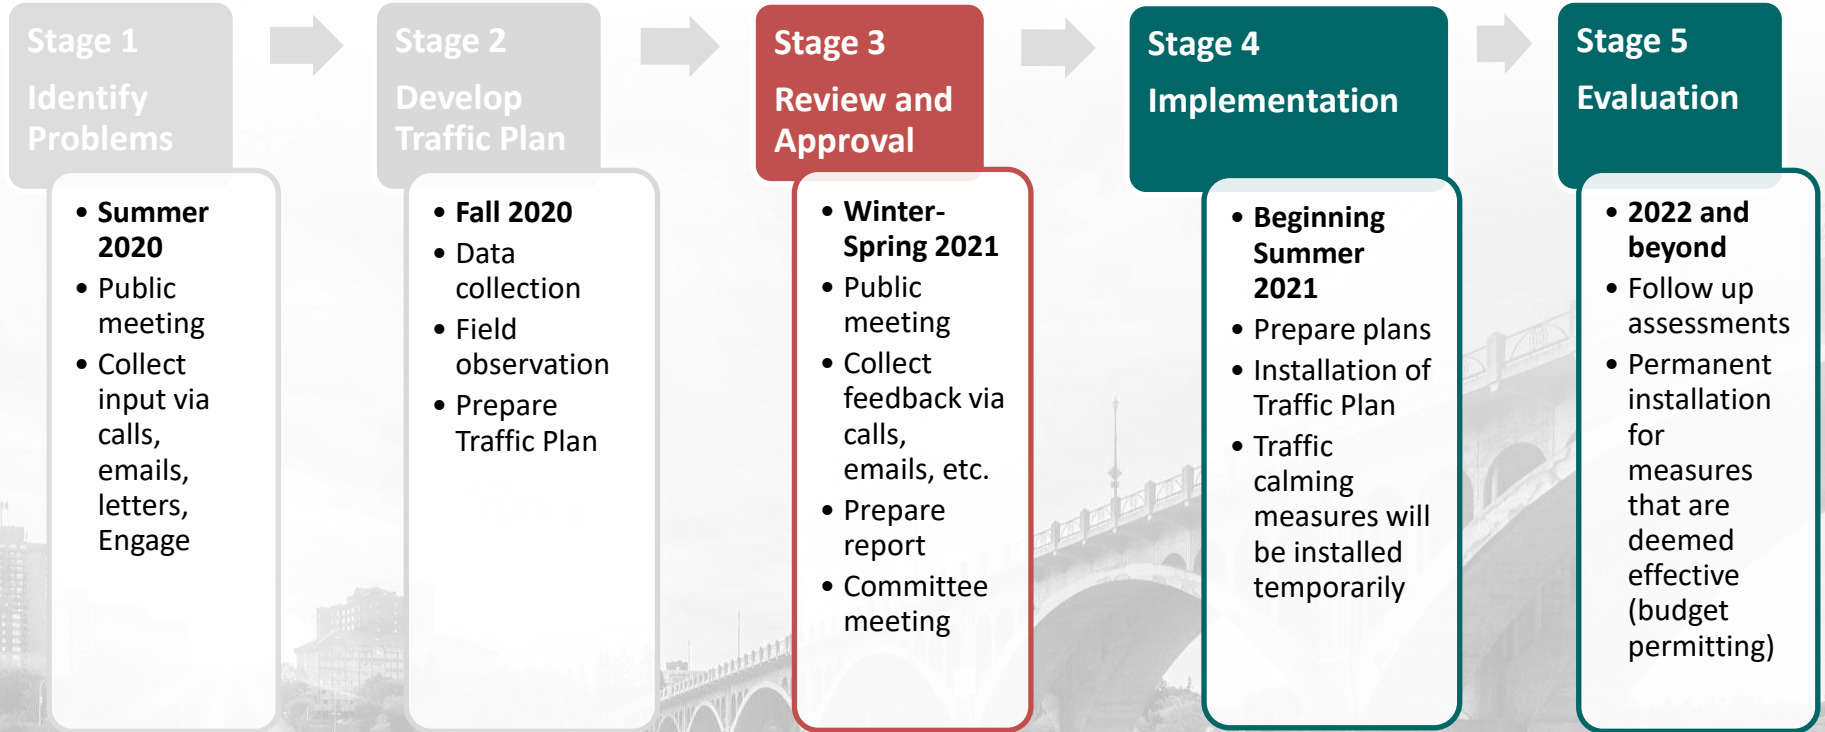 Stage 1
Identify
Problems
• Summer
2020
• Public
meeting
• Collect
input via
calls,
emails,
letters,
Engage
Stage 2
Develop
Traffic Plan
• Fall 2020
• Data
collection
• Field
observation
• Prepare
Traffic Plan
Stage 3
Review and
Approval
• Winter-
Spring 2021
• Public
meeting
• Collect
feedback via
calls,
emails, etc.
• Prepare
report
• Committee
meeting
Stage 4
Implementation
• Beginning
Summer
2021
• Prepare plans
• Installation of
Traffic Plan
• Traffic
calming
measures will
be installed
temporarily
Stage 5
Evaluation
• 2022 and
beyond
• Follow up
assessments
• Permanent
installation
for
measures
that are
deemed
effective
(budget
permitting)